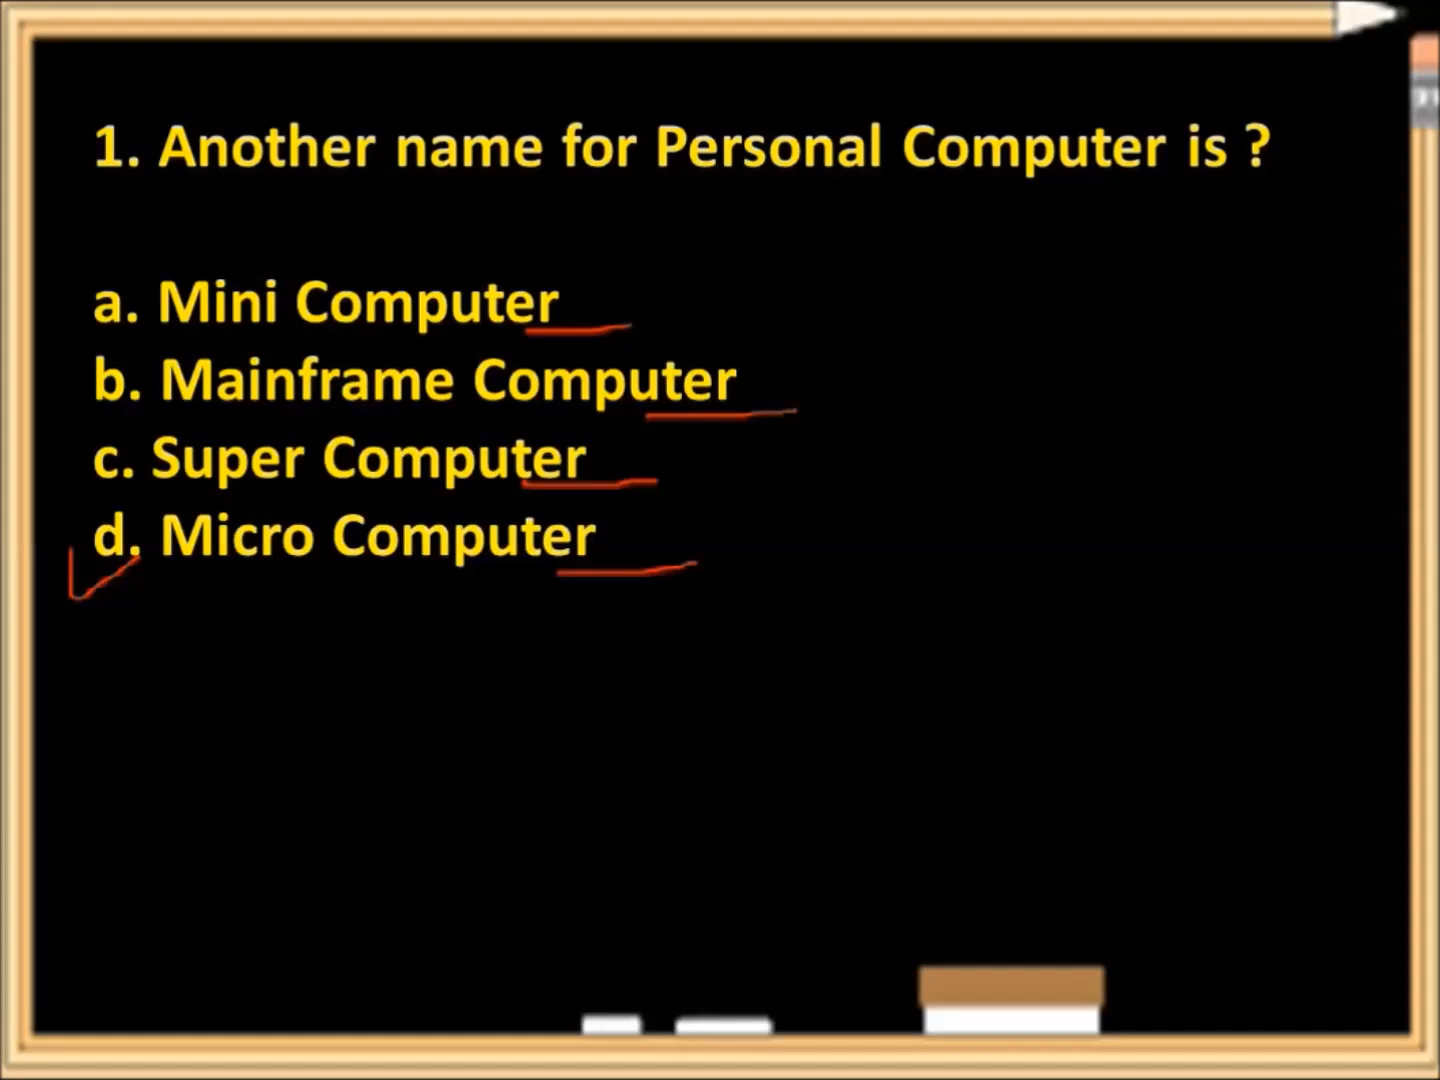 1. Another name for Personal Computer is ?
a. Mini Computer
b. Mainframe Computer
c. Super Computer
d. Micro Computer